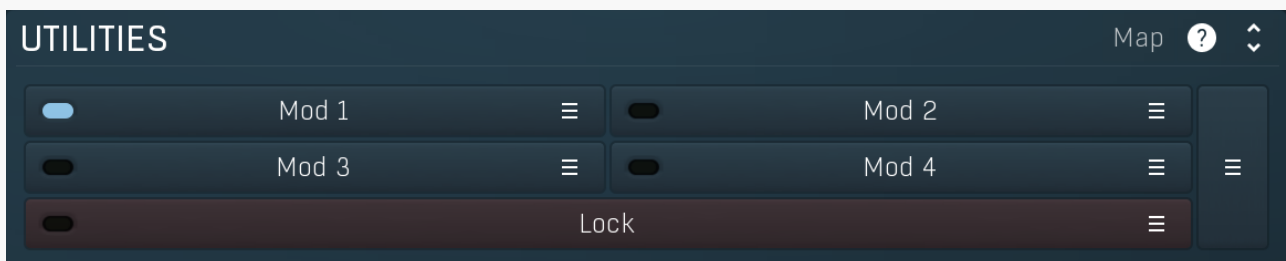 UTILITIES Map ?
Mod 1 Mod 2
Mod 3 Mod 4
Lock